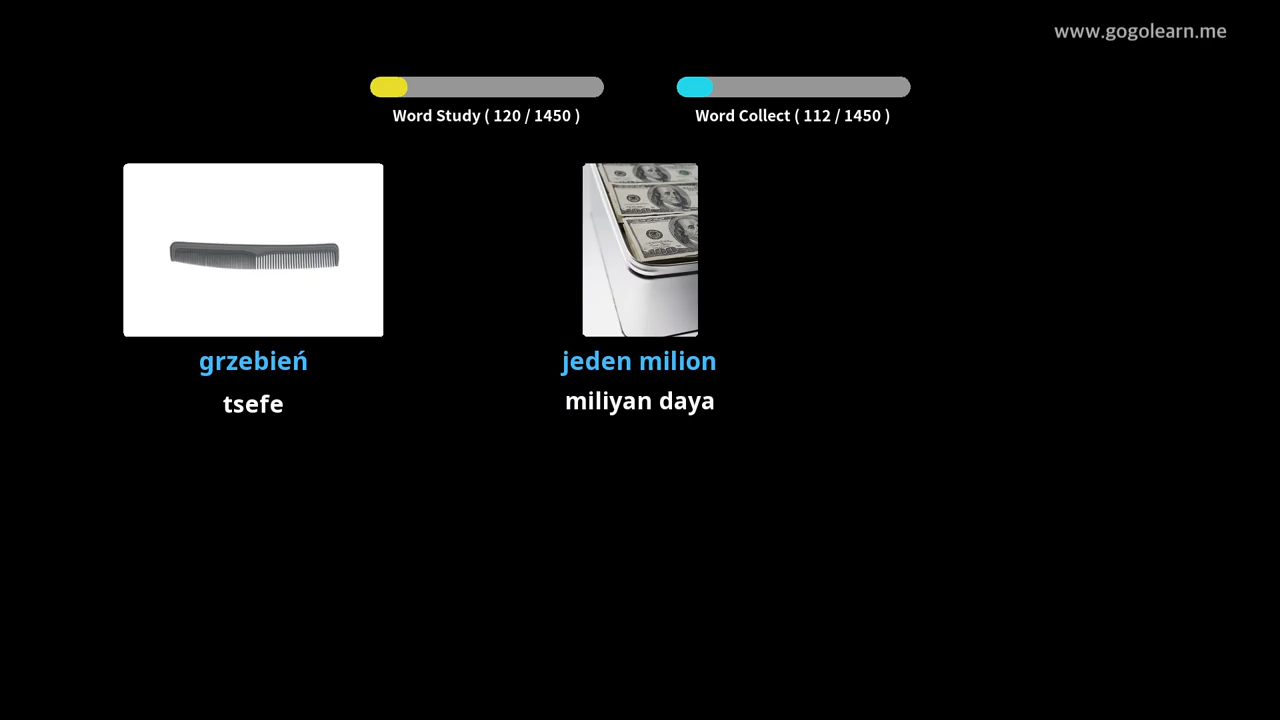 www.gogolearn.me
Word Study ( 120 / 1450 )
Word Collect ( 112 / 1450 )
grzebień
tsefe
jeden milion
miliyan daya